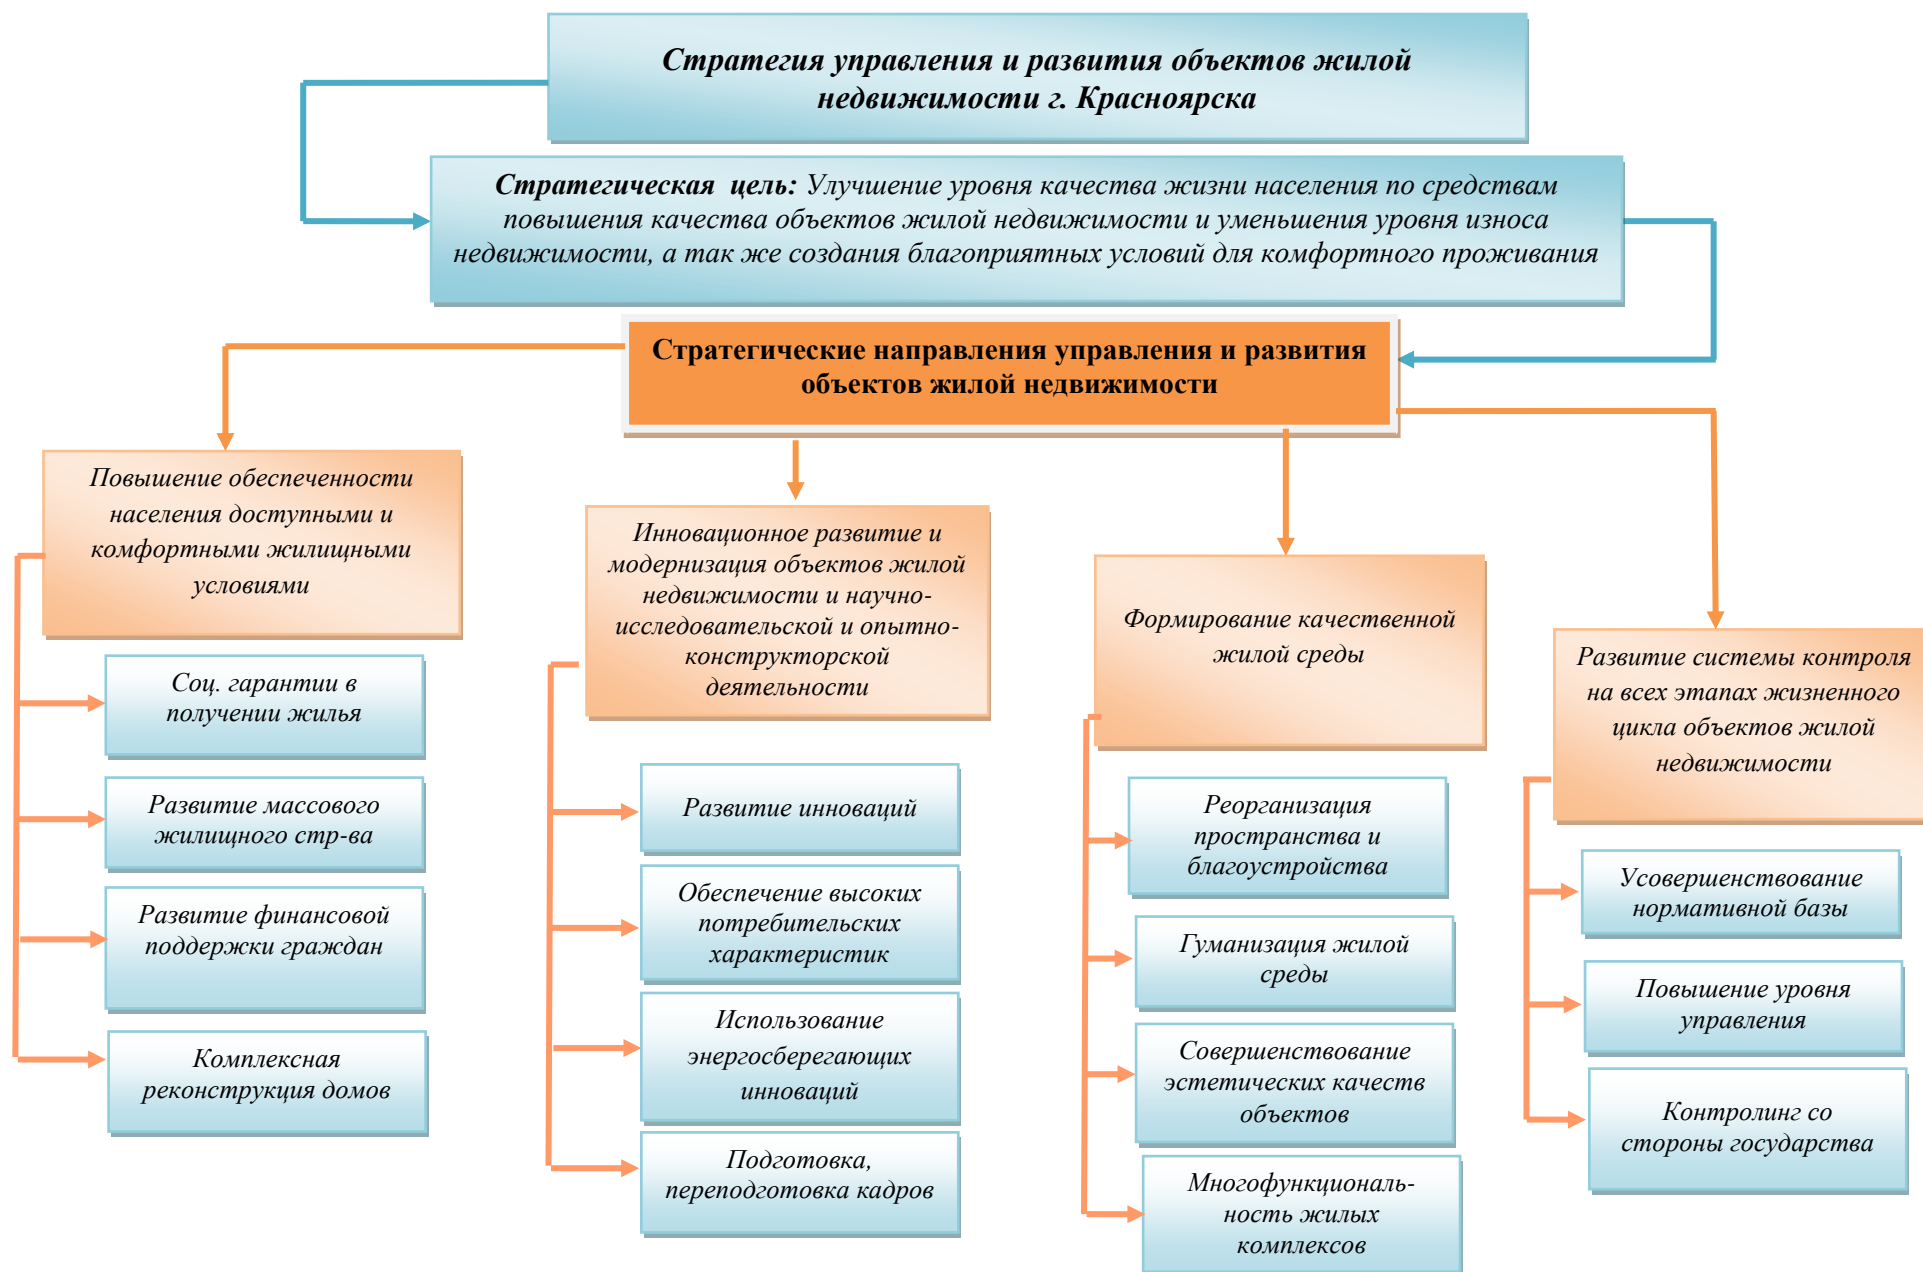 Стратегия управления и развития объектов жилой
недвижимости г. Красноярска
Стратегическая цель: Улучшение уровня качества жизни населения по средствам
повышения качества объектов жилой недвижимости и уменьшения уровня износа
недвижимости, а так же создания благоприятных условий для комфортного проживания
Стратегические направления управления и развития
объектов жилой недвижимости
Повышение обеспеченности
населения доступными и
комфортными жилищными
условиями
Соц. гарантии в
получении жилья
Развитие массового
жилищного стр-ва
Развитие финансовой
поддержки граждан
Комплексная
реконструкция домов
Инновационное развитие и
модернизация объектов жилой
недвижимости и научно-
исследовательской и опытно-
конструкторской
деятельности
Развитие инноваций
Обеспечение высоких
потребительских
характеристик
Использование
энергосберегающих
инноваций
Подготовка,
переподготовка кадров
Формирование качественной
жилой среды
Реорганизация
пространства и
благоустройства
Гуманизация жилой
среды
Совершенствование
эстетических качеств
объектов
Многофункциональ-
ность жилых
комплексов
Развитие системы контроля
на всех этапах жизненного
цикла объектов жилой
недвижимости
Усовершенствование
нормативной базы
Повышение уровня
управления
Контролинг со
стороны государства